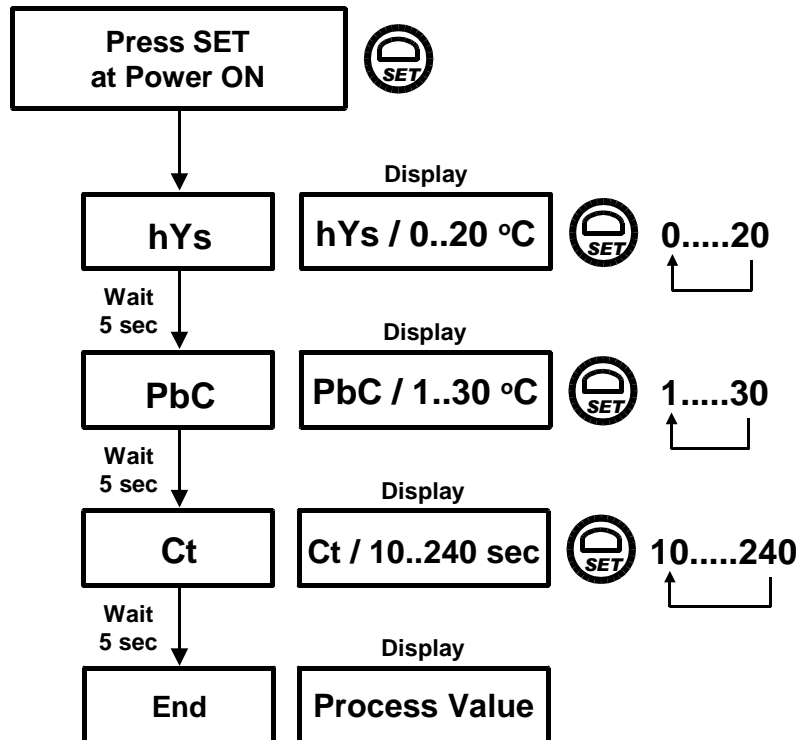 Press SET
at Power ON
SET
Display
hYs
hYs / 0..20 °C
SET
0.....20
Wait
5 sec
Display
PbC
PbC / 1..30 °C
SET
1.....30
Wait
5 sec
Display
Ct
Ct / 10..240 sec
SET
10.....240
Wait
5 sec
Display
End
Process Value